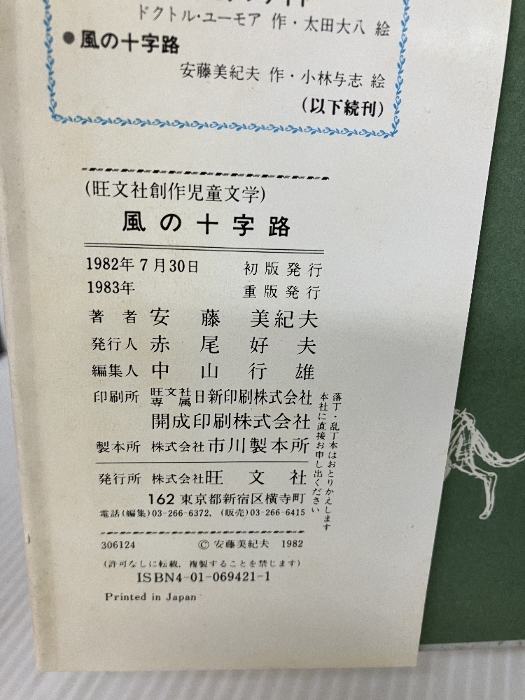 ドクトル・ユーモア 作・太田大八 絵
●風の十字路
安藤美紀夫 作・小林与志 絵
(以下続刊)
(旺文社創作児童文学)
風の十字路
1982年7月30日 初版発行
1983年 重版発行
著者 安藤美紀夫
発行人 赤尾好夫
編集人 中山行雄
印刷所 旺文社専属 日新印刷株式会社
開成印刷株式会社
製本所 株式会社市川製本所
落丁・乱丁本はおとりかえします
本社に直接お申し出ください
発行所 株式会社旺文社
162 東京都新宿区横寺町
電話(編集)03-266-6372, (販売)03-266-6415
306124 © 安藤美紀夫 1982
(許可なしに転載, 複製することを禁じます)
ISBN4-01-069421-1
Printed in Japan